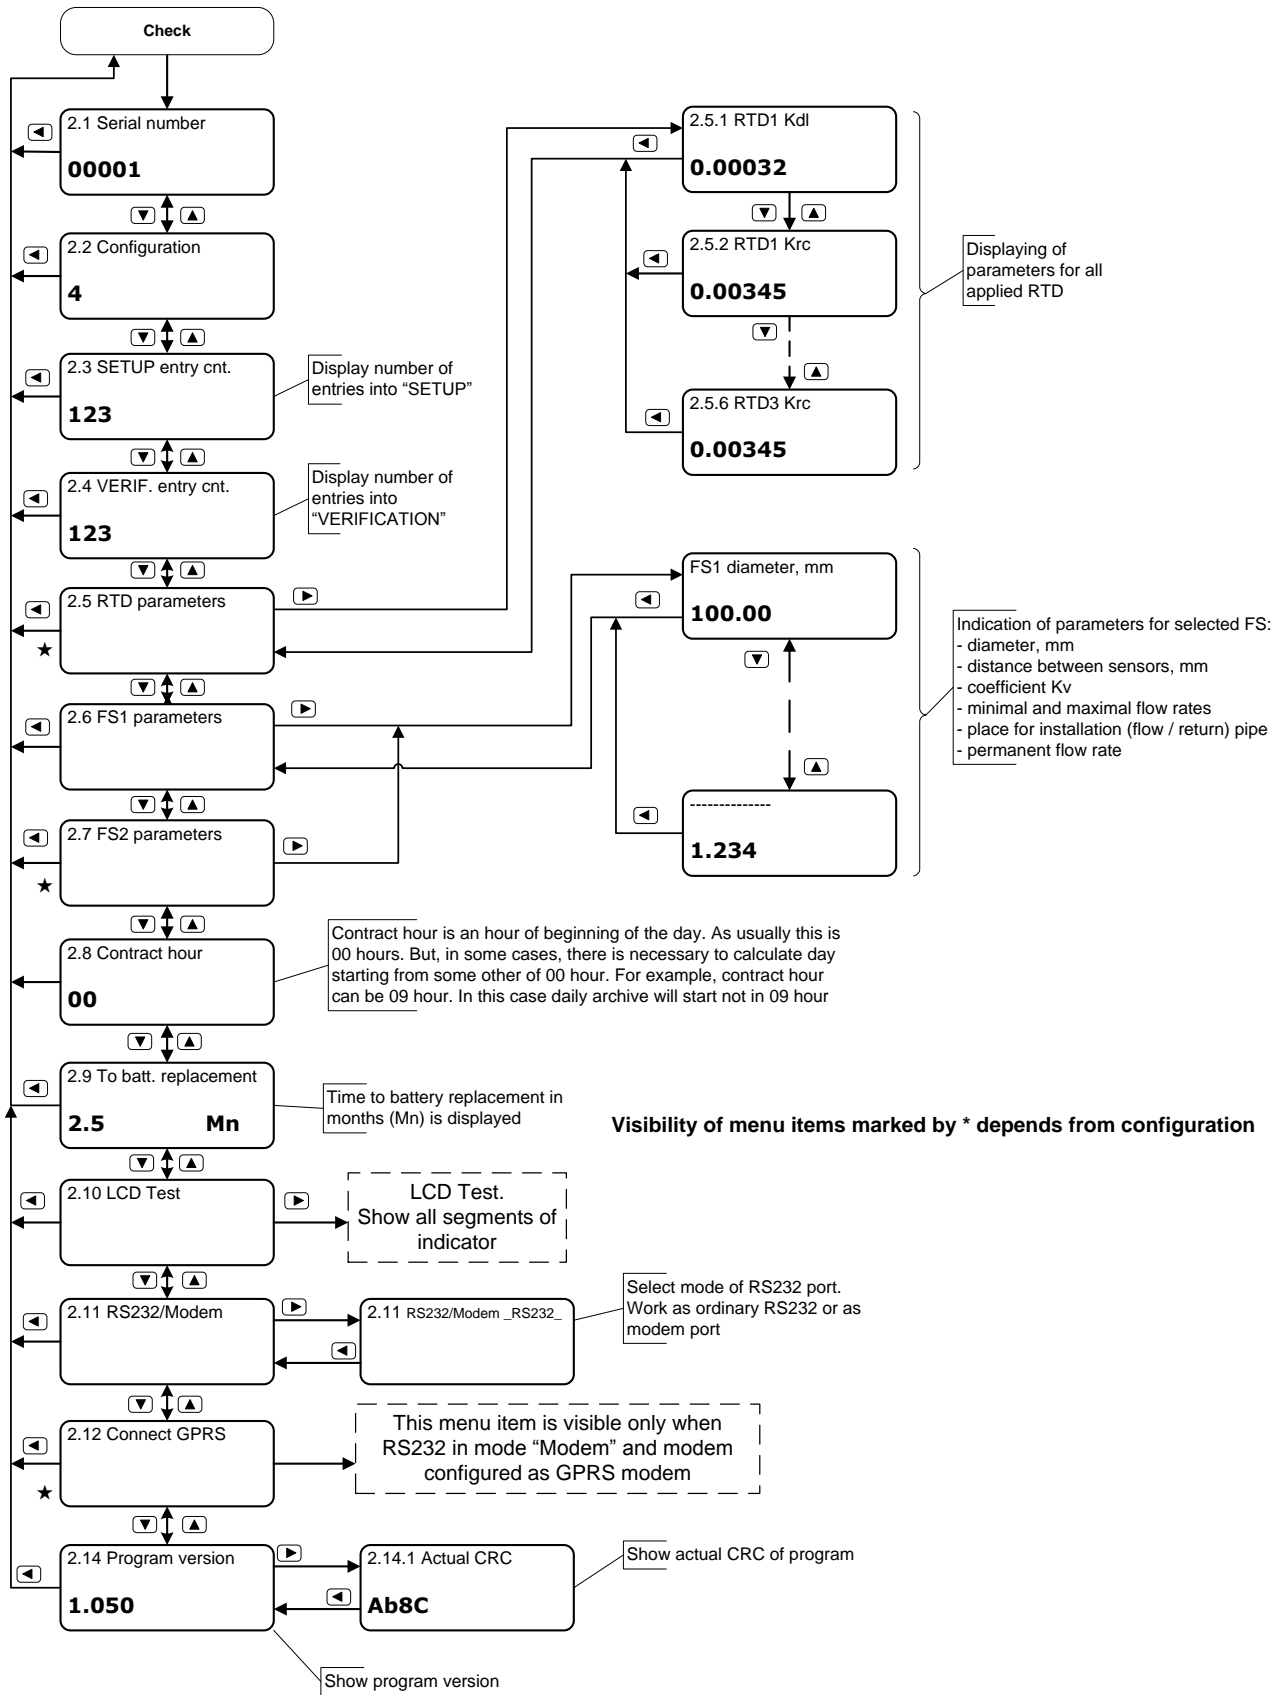 Check
2.1 Serial number
00001
2.2 Configuration
4
2.3 SETUP entry cnt.
123
Display number of
entries into “SETUP”
2.4 VERIF. entry cnt.
123
Display number of
entries into
“VERIFICATION”
2.5 RTD parameters
★
2.6 FS1 parameters
2.7 FS2 parameters
★
2.5.1 RTD1 Kdl
0.00032
2.5.2 RTD1 Krc
0.00345
2.5.6 RTD3 Krc
0.00345
Displaying of
parameters for all
applied RTD
FS1 diameter, mm
100.00
--------------
1.234
Indication of parameters for selected FS:
- diameter, mm
- distance between sensors, mm
- coefficient Kv
- minimal and maximal flow rates
- place for installation (flow / return) pipe
- permanent flow rate
2.8 Contract hour
00
Contract hour is an hour of beginning of the day. As usually this is
00 hours. But, in some cases, there is necessary to calculate day
starting from some other of 00 hour. For example, contract hour
can be 09 hour. In this case daily archive will start not in 09 hour
2.9 To batt. replacement
2.5 Mn
Time to battery replacement in
months (Mn) is displayed
Visibility of menu items marked by * depends from configuration
2.10 LCD Test
LCD Test.
Show all segments of
indicator
2.11 RS232/Modem
2.11 RS232/Modem _RS232_
Select mode of RS232 port.
Work as ordinary RS232 or as
modem port
2.12 Connect GPRS
★
This menu item is visible only when
RS232 in mode “Modem” and modem
configured as GPRS modem
2.14 Program version
1.050
2.14.1 Actual CRC
Ab8C
Show actual CRC of program
Show program version